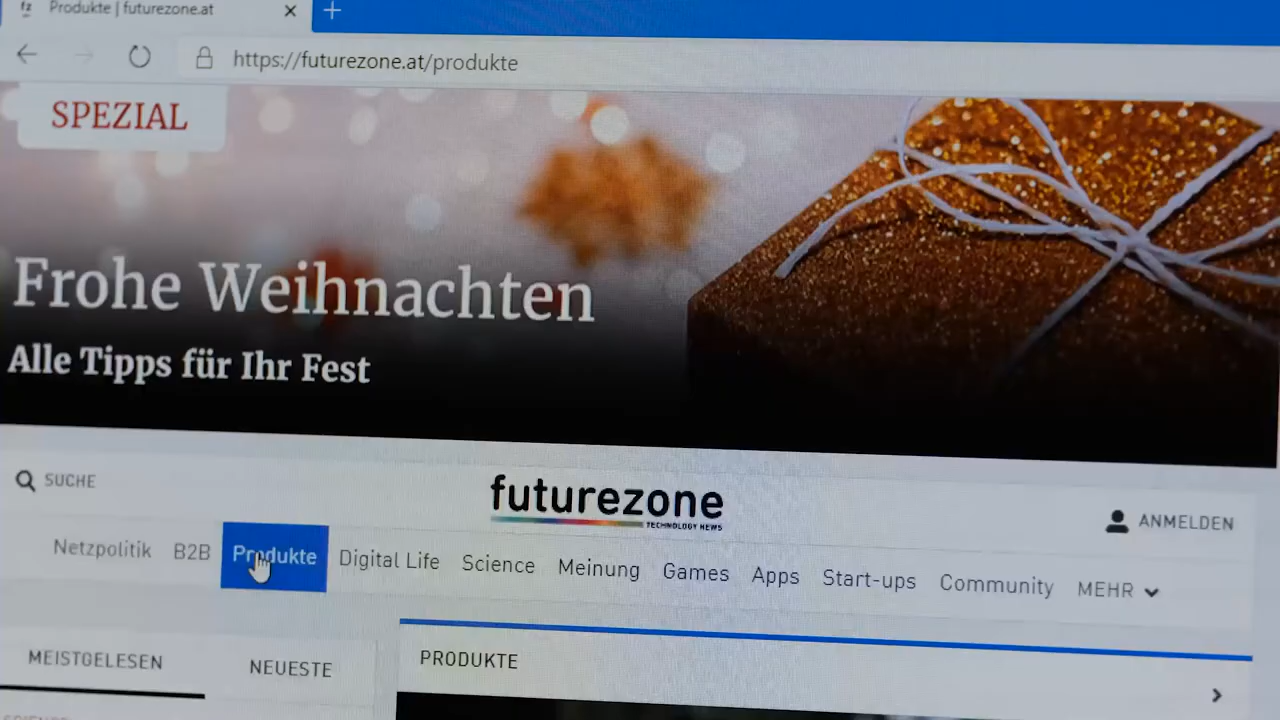 Produkte | futurezone.at
https://futurezone.at/produkte
SPEZIAL
Frohe Weihnachten
Alle Tipps für Ihr Fest
SUCHE
futurezone
TECHNOLOGY NEWS
ANMELDEN
Netzpolitik B2B Produkte Digital Life Science Meinung Games Apps Start-ups Community MEHR
MEISTGELESEN NEUESTE
PRODUKTE